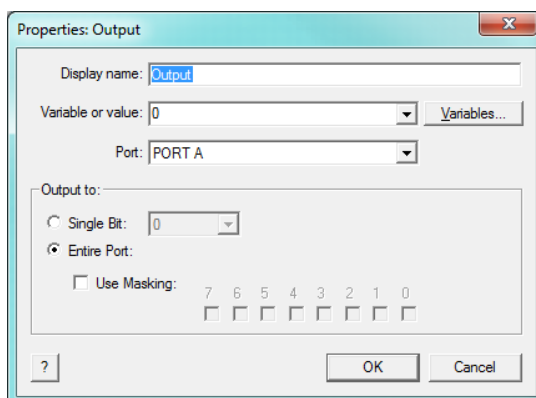 Properties: Output
Display name: Output
Variable or value: 0 Variables...
Port: PORT A
Output to:
Single Bit: 0
Entire Port:
Use Masking: 7 6 5 4 3 2 1 0
? OK Cancel